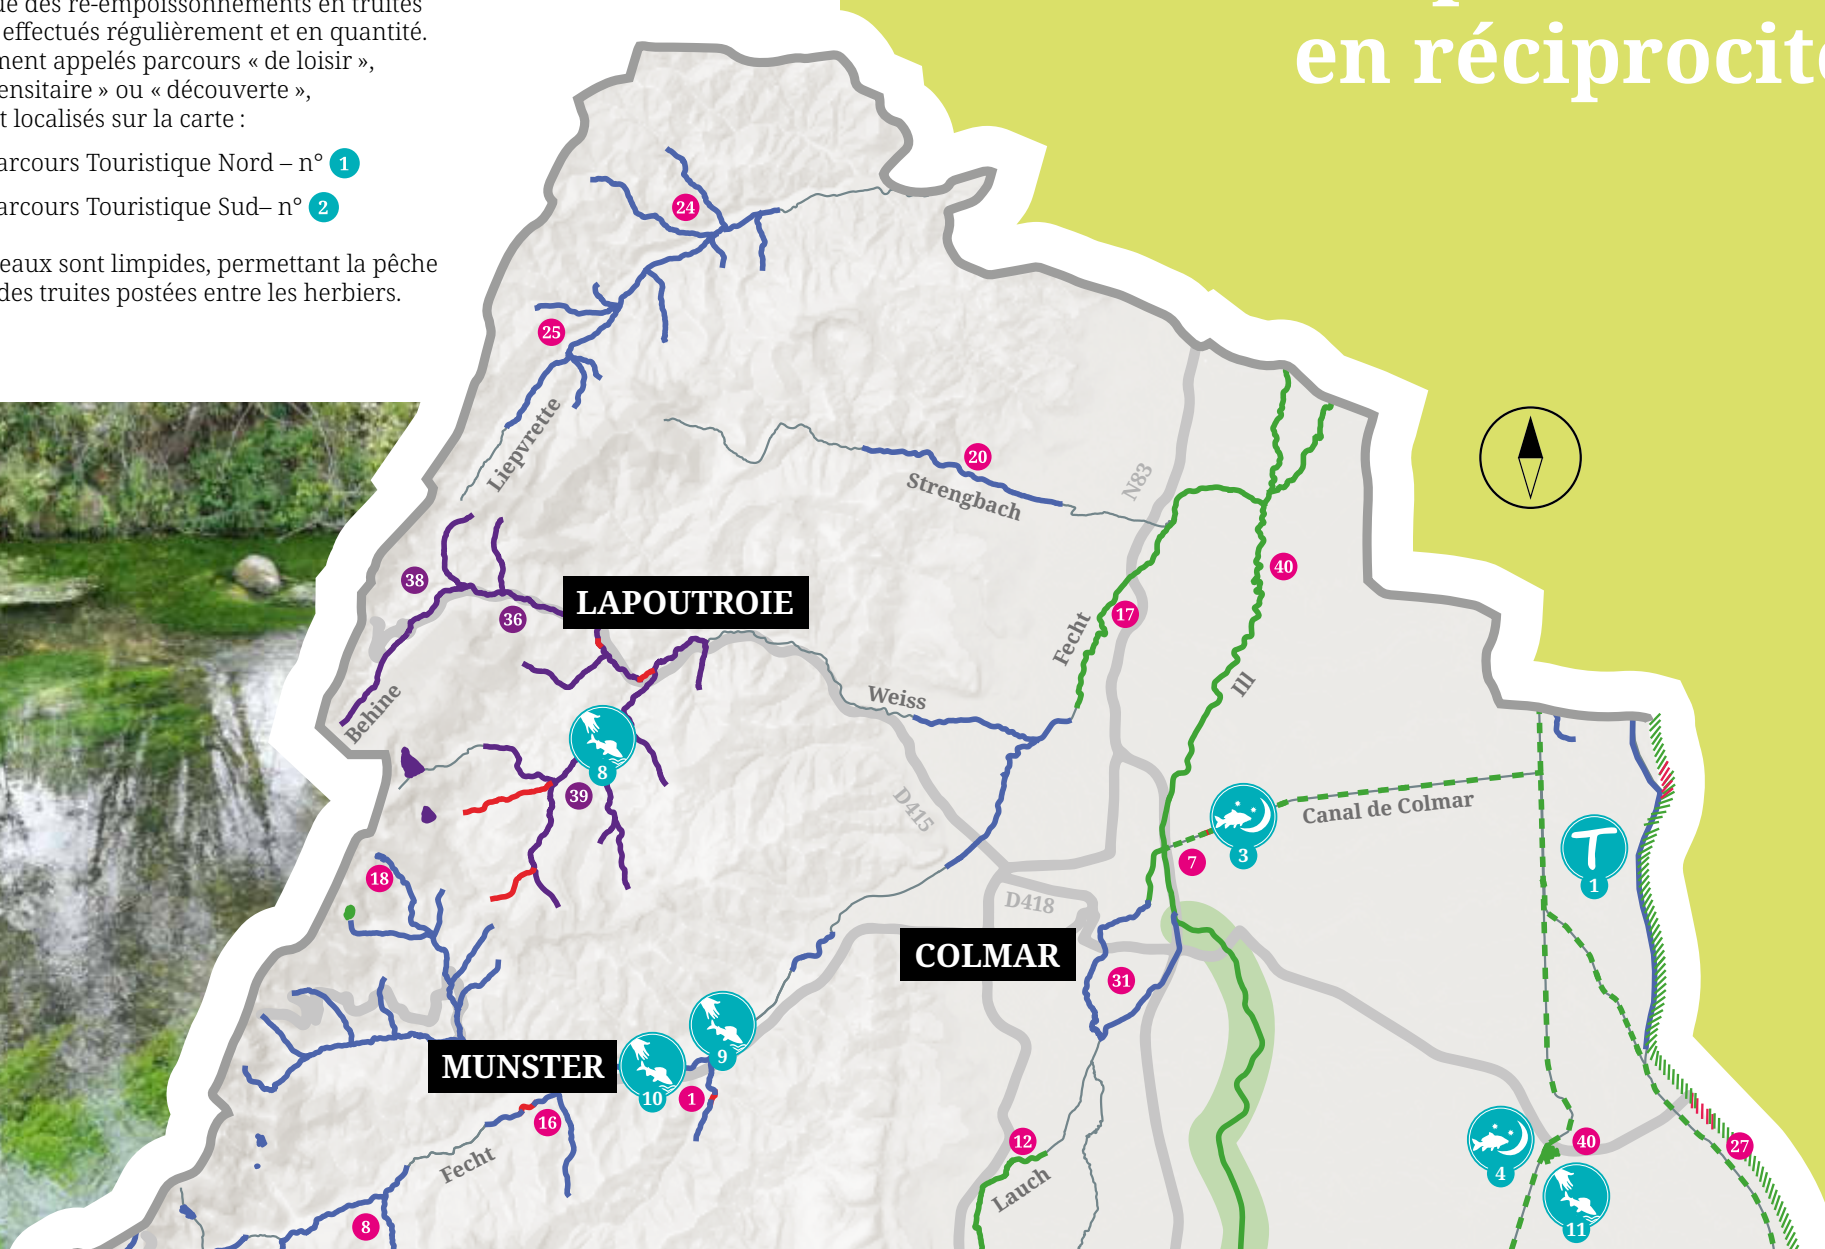 ue des ré-empoissonnements en truites
effectués régulièrement et en quantité.
ment appelés parcours « de loisir »,
ensitaire » ou « découverte »,
t localisés sur la carte :
arcours Touristique Nord – n° 1
arcours Touristique Sud– n° 2
eaux sont limpides, permettant la pêche
des truites postées entre les herbiers.
en réciprocité
24
25
Liepvrette
20
Strengbach
N83
40
38
36
LAPOUTROIE
17
Fecht
Ill
Behine
Weiss
8
39
D415
Canal de Colmar
3
7
1
18
D418
COLMAR
31
9
MUNSTER
10
1
16
Fecht
12
Lauch
4
40
27
11
8